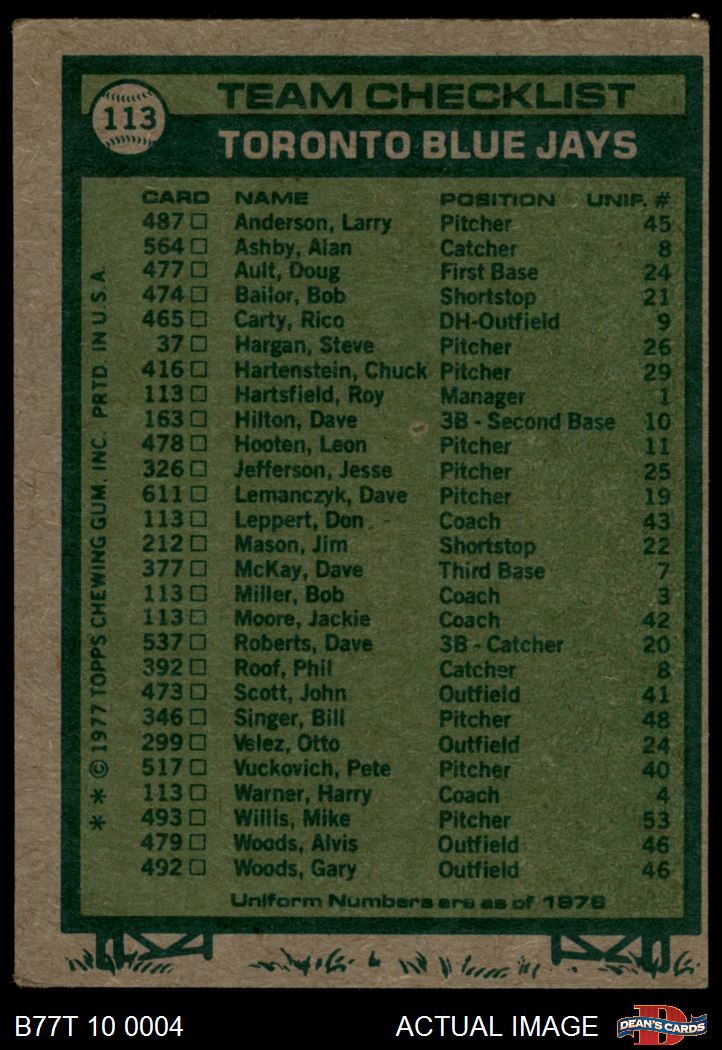 113
TEAM CHECKLIST
TORONTO BLUE JAYS
CARD NAME POSITION UNIF. #
487 Anderson, Larry Pitcher 45
564 Ashby, Alan Catcher 8
477 Ault, Doug First Base 24
474 Bailor, Bob Shortstop 21
465 Carty, Rico DH-Outfield 9
37 Hargan, Steve Pitcher 26
416 Hartenstein, Chuck Pitcher 29
113 Hartsfield, Roy Manager 1
163 Hilton, Dave 3B - Second Base 10
478 Hooten, Leon Pitcher 11
326 Jefferson, Jesse Pitcher 25
611 Lemanczyk, Dave Pitcher 19
113 Leppert, Don Coach 43
212 Mason, Jim Shortstop 22
377 McKay, Dave Third Base 7
113 Miller, Bob Coach 3
113 Moore, Jackie Coach 42
537 Roberts, Dave 3B - Catcher 20
392 Roof, Phil Catcher 8
473 Scott, John Outfield 41
346 Singer, Bill Pitcher 48
299 Velez, Otto Outfield 24
517 Vuckovich, Pete Pitcher 40
113 Warner, Harry Coach 4
493 Willis, Mike Pitcher 53
479 Woods, Alvis Outfield 46
492 Woods, Gary Outfield 46
Uniform Numbers are as of 1976
* * © 1977 TOPPS CHEWING GUM, INC. PRTD. IN U.S.A.
B77T 10 0004 ACTUAL IMAGE
D
DEAN'S CARDS